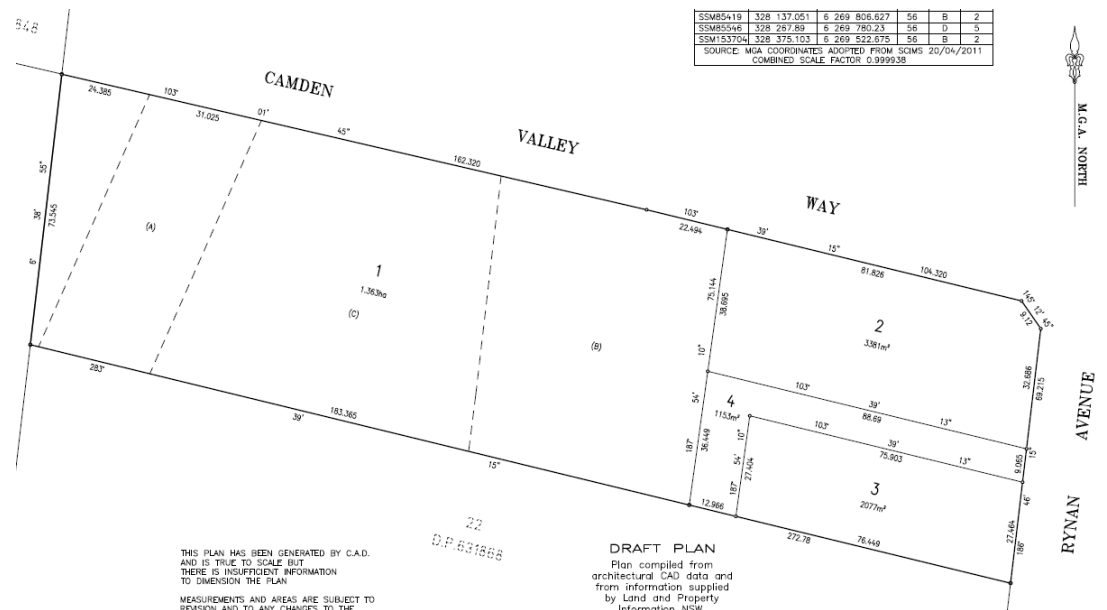 848
SSM85419 328 137.051 6 269 806.627 56 B 2
SSM85546 328 267.89 6 269 780.23 56 D 5
SSM153704 328 375.103 6 269 522.675 56 B 2
SOURCE: MGA COORDINATES ADOPTED FROM SCIMS 20/04/2011
COMBINED SCALE FACTOR 0.999938
M.G.A. NORTH
CAMDEN
VALLEY
WAY
24.385
103°
31.025
01'
45"
162.320
103°
22.494
39'
15"
81.826
104.320
145° 12' 45"
9.12
55"
38'
73.545
6°
(A)
1
1.363ha
(C)
(B)
75.144
38.695
10"
54'
187°
36.449
2
3381m²
32.686
69.215
103°
39'
88.69
13"
4
1153m²
103°
39'
75.903
13"
10"
54'
27.404
187°
9.065
15"
46'
27.464
186°
3
2077m²
283°
183.365
39'
15"
12.966
272.78
76.449
AVENUE
RYNAN
22
D.P.631868
THIS PLAN HAS BEEN GENERATED BY C.A.D.
AND IS TRUE TO SCALE BUT
THERE IS INSUFFICIENT INFORMATION
TO DIMENSION THE PLAN
MEASUREMENTS AND AREAS ARE SUBJECT TO
REVISION AND TO ANY CHANGES TO THE
DRAFT PLAN
Plan compiled from
architectural CAD data and
from information supplied
by Land and Property
Information NSW